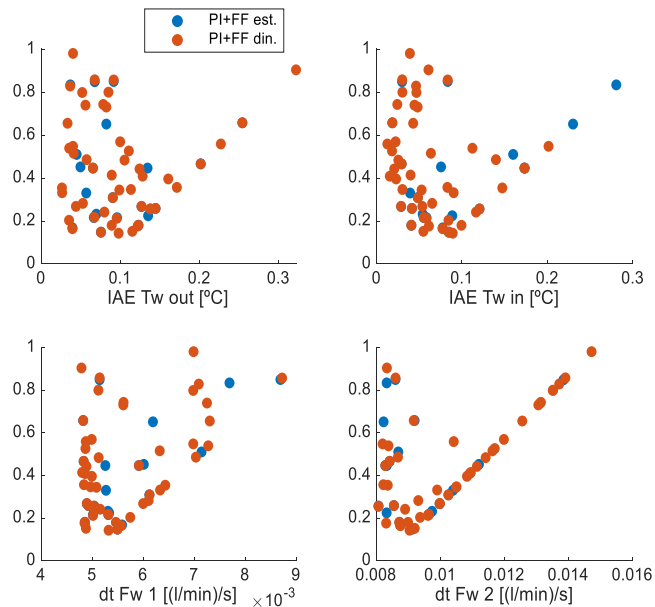 PI+FF est.
PI+FF din.
1
0.8
0.6
0.4
0.2
0
0 0.1 0.2 0.3
IAE Tw out [ºC]
1
0.8
0.6
0.4
0.2
0
0 0.1 0.2 0.3
IAE Tw in [ºC]
1
0.8
0.6
0.4
0.2
0
4 5 6 7 8 9
dt Fw 1 [(l/min)/s] ×10⁻³
1
0.8
0.6
0.4
0.2
0
0.008 0.01 0.012 0.014 0.016
dt Fw 2 [(l/min)/s]